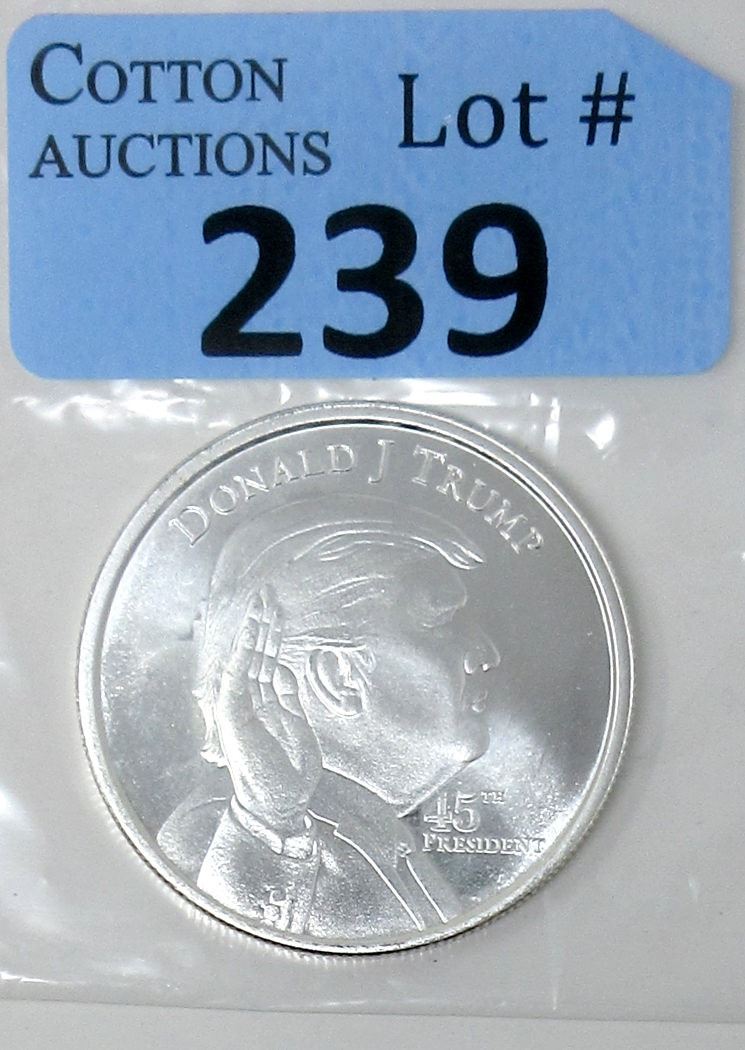 COTTON
AUCTIONS
Lot #
239
DONALD J TRUMP
45TH
PRESIDENT